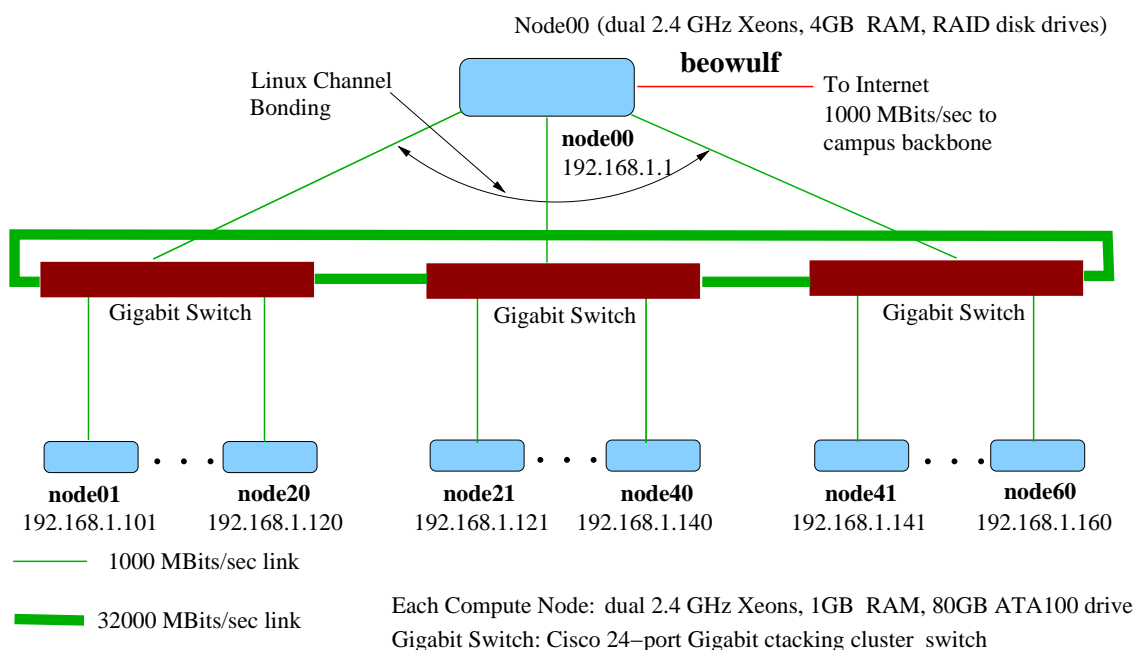 Node00 (dual 2.4 GHz Xeons, 4GB RAM, RAID disk drives)
beowulf
Linux Channel
Bonding
To Internet
1000 MBits/sec to
campus backbone
node00
192.168.1.1
Gigabit Switch
Gigabit Switch
Gigabit Switch
node01
192.168.1.101
node20
192.168.1.120
node21
192.168.1.121
node40
192.168.1.140
node41
192.168.1.141
node60
192.168.1.160
1000 MBits/sec link
32000 MBits/sec link
Each Compute Node: dual 2.4 GHz Xeons, 1GB RAM, 80GB ATA100 drive
Gigabit Switch: Cisco 24−port Gigabit ctacking cluster switch